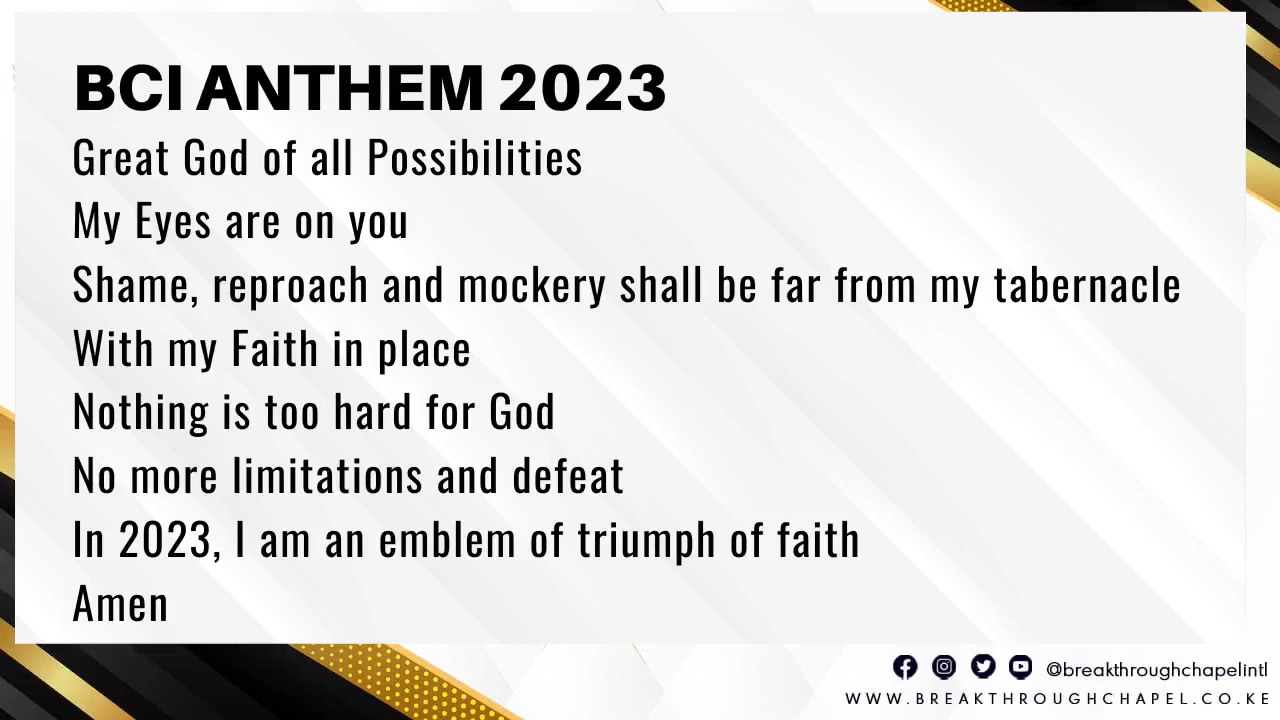 BCI ANTHEM 2023
Great God of all Possibilities
My Eyes are on you
Shame, reproach and mockery shall be far from my tabernacle
With my Faith in place
Nothing is too hard for God
No more limitations and defeat
In 2023, I am an emblem of triumph of faith
Amen
@breakthroughchapelintl
WWW.BREAKTHROUGHCHAPEL.CO.KE